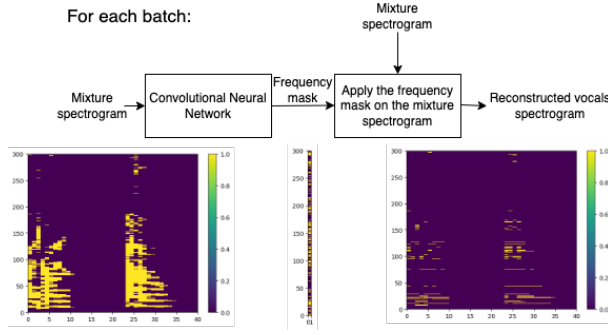 For each batch:
Mixture
spectrogram
Mixture
spectrogram
Convolutional Neural
Network
Frequency
mask
Apply the frequency
mask on the mixture
spectrogram
Reconstructed vocals
spectrogram
300
250
200
150
100
50
0
0 5 10 15 20 25 30 35 40
1.0
0.8
0.6
0.4
0.2
0.0
300
250
200
150
100
50
0
01
300
250
200
150
100
50
0
0 5 10 15 20 25 30 35 40
1.0
0.8
0.6
0.4
0.2
0.0